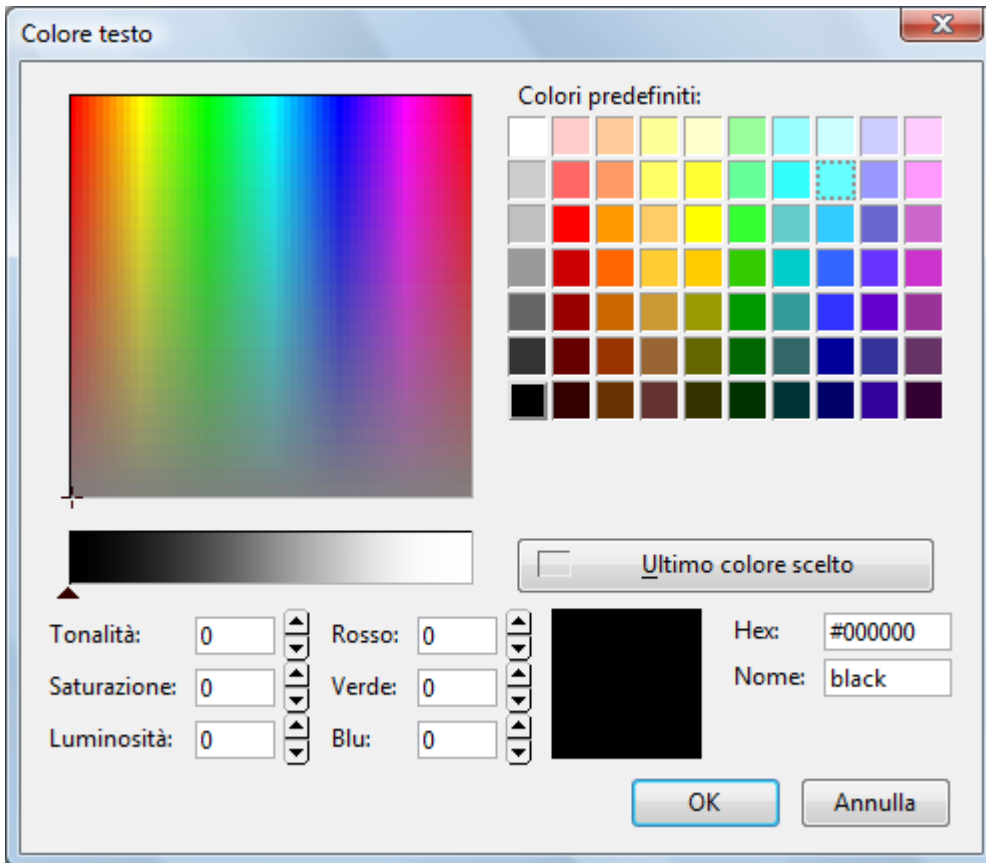 Colore testo
Colori predefiniti:
Ultimo colore scelto
Tonalità: 0 Rosso: 0 Hex: #000000
Saturazione: 0 Verde: 0 Nome: black
Luminosità: 0 Blu: 0
OK Annulla